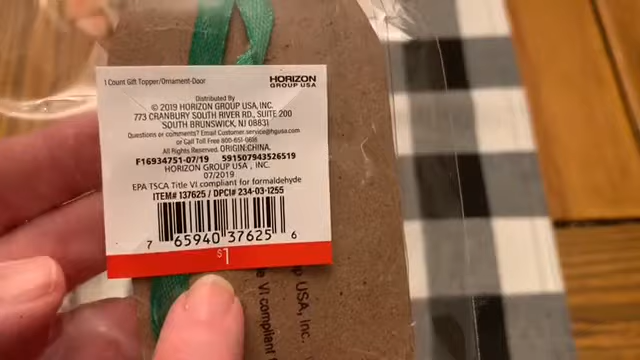 1 Count Gift Topper/Ornament-Door
HORIZON
GROUP USA
Distributed By
© 2019 HORIZON GROUP USA, INC.
773 CRANBURY SOUTH RIVER RD., SUITE 200
SOUTH BRUNSWICK, NJ 08831
Questions or comments? Email Customer.service@hgusa.com
or Call Toll Free 800-651-0616
All Rights Reserved. ORIGIN:CHINA.
F16934751-07/19 591507943526519
HORIZON GROUP USA , INC.
07/2019
EPA TSCA Title VI compliant for formaldehyde
ITEM# 137625 / DPCI# 234-03-1255
7 65940 37625 6
$1
USA, Inc.
e VI compliant